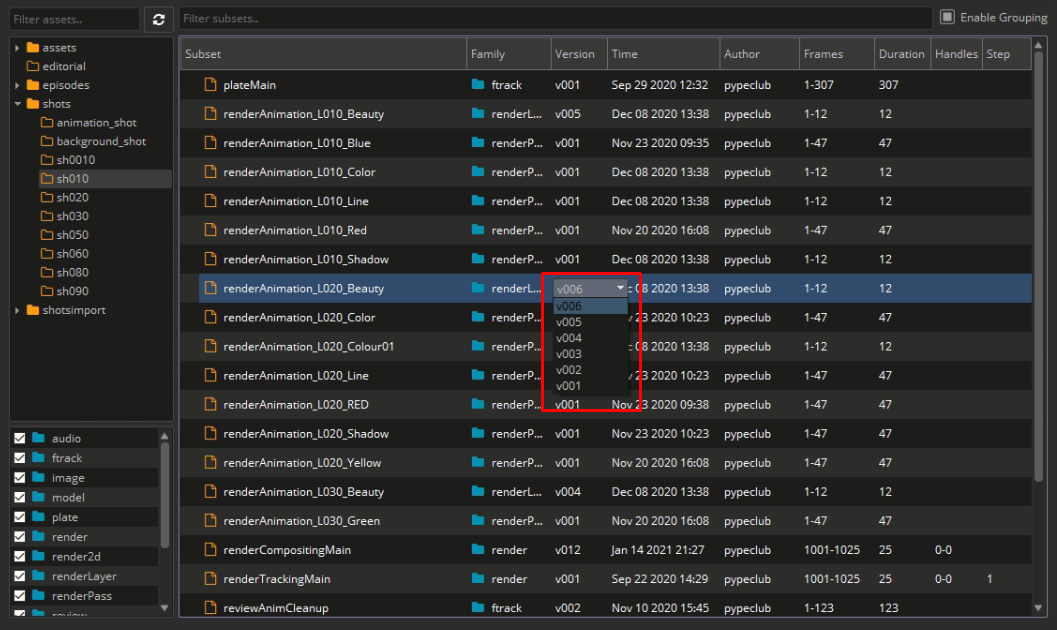 Filter assets..
Filter subsets..
Enable Grouping
assets
editorial
episodes
shots
animation_shot
background_shot
sh0010
sh010
sh020
sh030
sh050
sh060
sh080
sh090
shotsimport
audio
ftrack
image
model
plate
render
render2d
renderLayer
renderPass
review
Subset Family Version Time Author Frames Duration Handles Step
plateMain ftrack v001 Sep 29 2020 12:32 pypeclub 1-307 307
renderAnimation_L010_Beauty renderL... v005 Dec 08 2020 13:38 pypeclub 1-12 12
renderAnimation_L010_Blue renderP... v001 Nov 23 2020 09:35 pypeclub 1-47 47
renderAnimation_L010_Color renderP... v001 Dec 08 2020 13:38 pypeclub 1-12 12
renderAnimation_L010_Line renderP... v001 Dec 08 2020 13:38 pypeclub 1-12 12
renderAnimation_L010_Red renderP... v001 Nov 20 2020 16:08 pypeclub 1-47 47
renderAnimation_L010_Shadow renderP... v001 Dec 08 2020 13:38 pypeclub 1-12 12
renderAnimation_L020_Beauty renderL... v006 c 08 2020 13:38 pypeclub 1-12 12
v006
v005
v004
v003
v002
v001
renderAnimation_L020_Color renderP... 23 2020 10:23 pypeclub 1-47 47
renderAnimation_L020_Colour01 renderP... c 08 2020 13:38 pypeclub 1-12 12
renderAnimation_L020_Line renderP... 23 2020 10:23 pypeclub 1-47 47
renderAnimation_L020_RED renderP... v001 Nov 23 2020 09:38 pypeclub 1-47 47
renderAnimation_L020_Shadow renderP... v001 Nov 23 2020 10:23 pypeclub 1-47 47
renderAnimation_L020_Yellow renderP... v001 Nov 20 2020 16:08 pypeclub 1-47 47
renderAnimation_L030_Beauty renderL... v004 Dec 08 2020 13:38 pypeclub 1-12 12
renderAnimation_L030_Green renderP... v001 Nov 20 2020 16:08 pypeclub 1-47 47
renderCompositingMain render v012 Jan 14 2021 21:27 pypeclub 1001-1025 25 0-0
renderTrackingMain render v001 Sep 22 2020 14:29 pypeclub 1001-1025 25 0-0 1
reviewAnimCleanup ftrack v002 Nov 10 2020 15:45 pypeclub 1-123 123